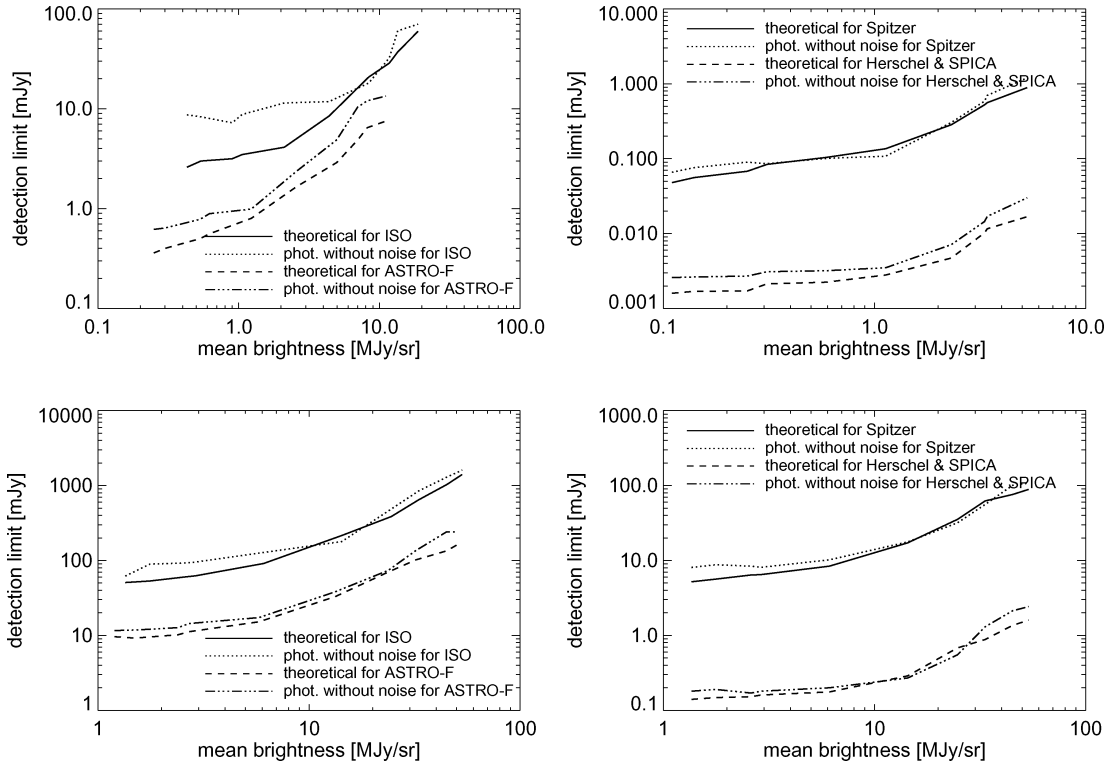 100.0
10.0
1.0
0.1
detection limit [mJy]
theoretical for ISO
phot. without noise for ISO
theoretical for ASTRO-F
phot. without noise for ASTRO-F
0.1 1.0 10.0 100.0
mean brightness [MJy/sr]
10.000
1.000
0.100
0.010
0.001
detection limit [mJy]
theoretical for Spitzer
phot. without noise for Spitzer
theoretical for Herschel & SPICA
phot. without noise for Herschel & SPICA
0.1 1.0 10.0
mean brightness [MJy/sr]
10000
1000
100
10
1
detection limit [mJy]
theoretical for ISO
phot. without noise for ISO
theoretical for ASTRO-F
phot. without noise for ASTRO-F
1 10 100
mean brightness [MJy/sr]
1000.0
100.0
10.0
1.0
0.1
detection limit [mJy]
theoretical for Spitzer
phot. without noise for Spitzer
theoretical for Herschel & SPICA
phot. without noise for Herschel & SPICA
1 10 100
mean brightness [MJy/sr]